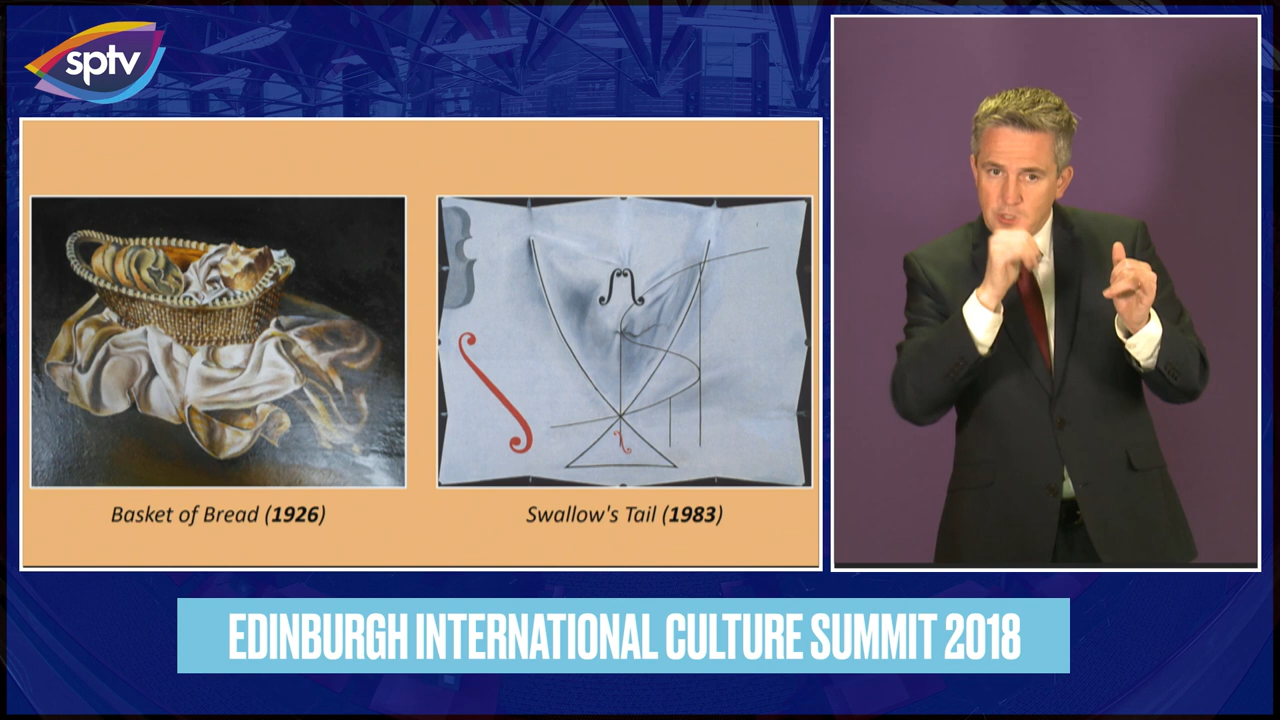 sptv
Basket of Bread (1926)
Swallow's Tail (1983)
EDINBURGH INTERNATIONAL CULTURE SUMMIT 2018